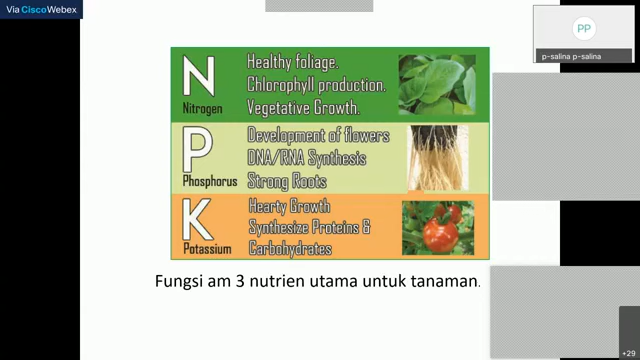 Via Cisco Webex
PP
p-salina p-salina
N
Nitrogen
Healthy foliage.
Chlorophyll production.
Vegetative Growth.
P
Phosphorus
Development of flowers
DNA/RNA Synthesis
Strong Roots
K
Potassium
Hearty Growth
Synthesize Proteins &
Carbohydrates
Fungsi am 3 nutrien utama untuk tanaman.
+29